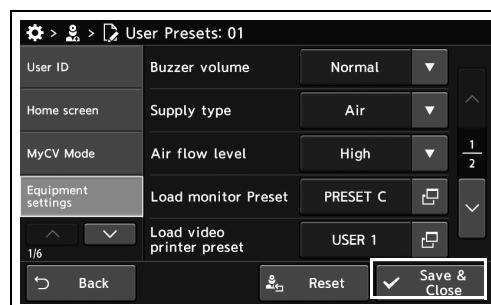 > > User Presets: 01
User ID
Home screen
MyCV Mode
Equipment
settings
1/6
Buzzer volume
Normal
Supply type
Air
Air flow level
High
Load monitor Preset
PRESET C
Load video
printer preset
USER 1
1
2
Back
Reset
Save &
Close